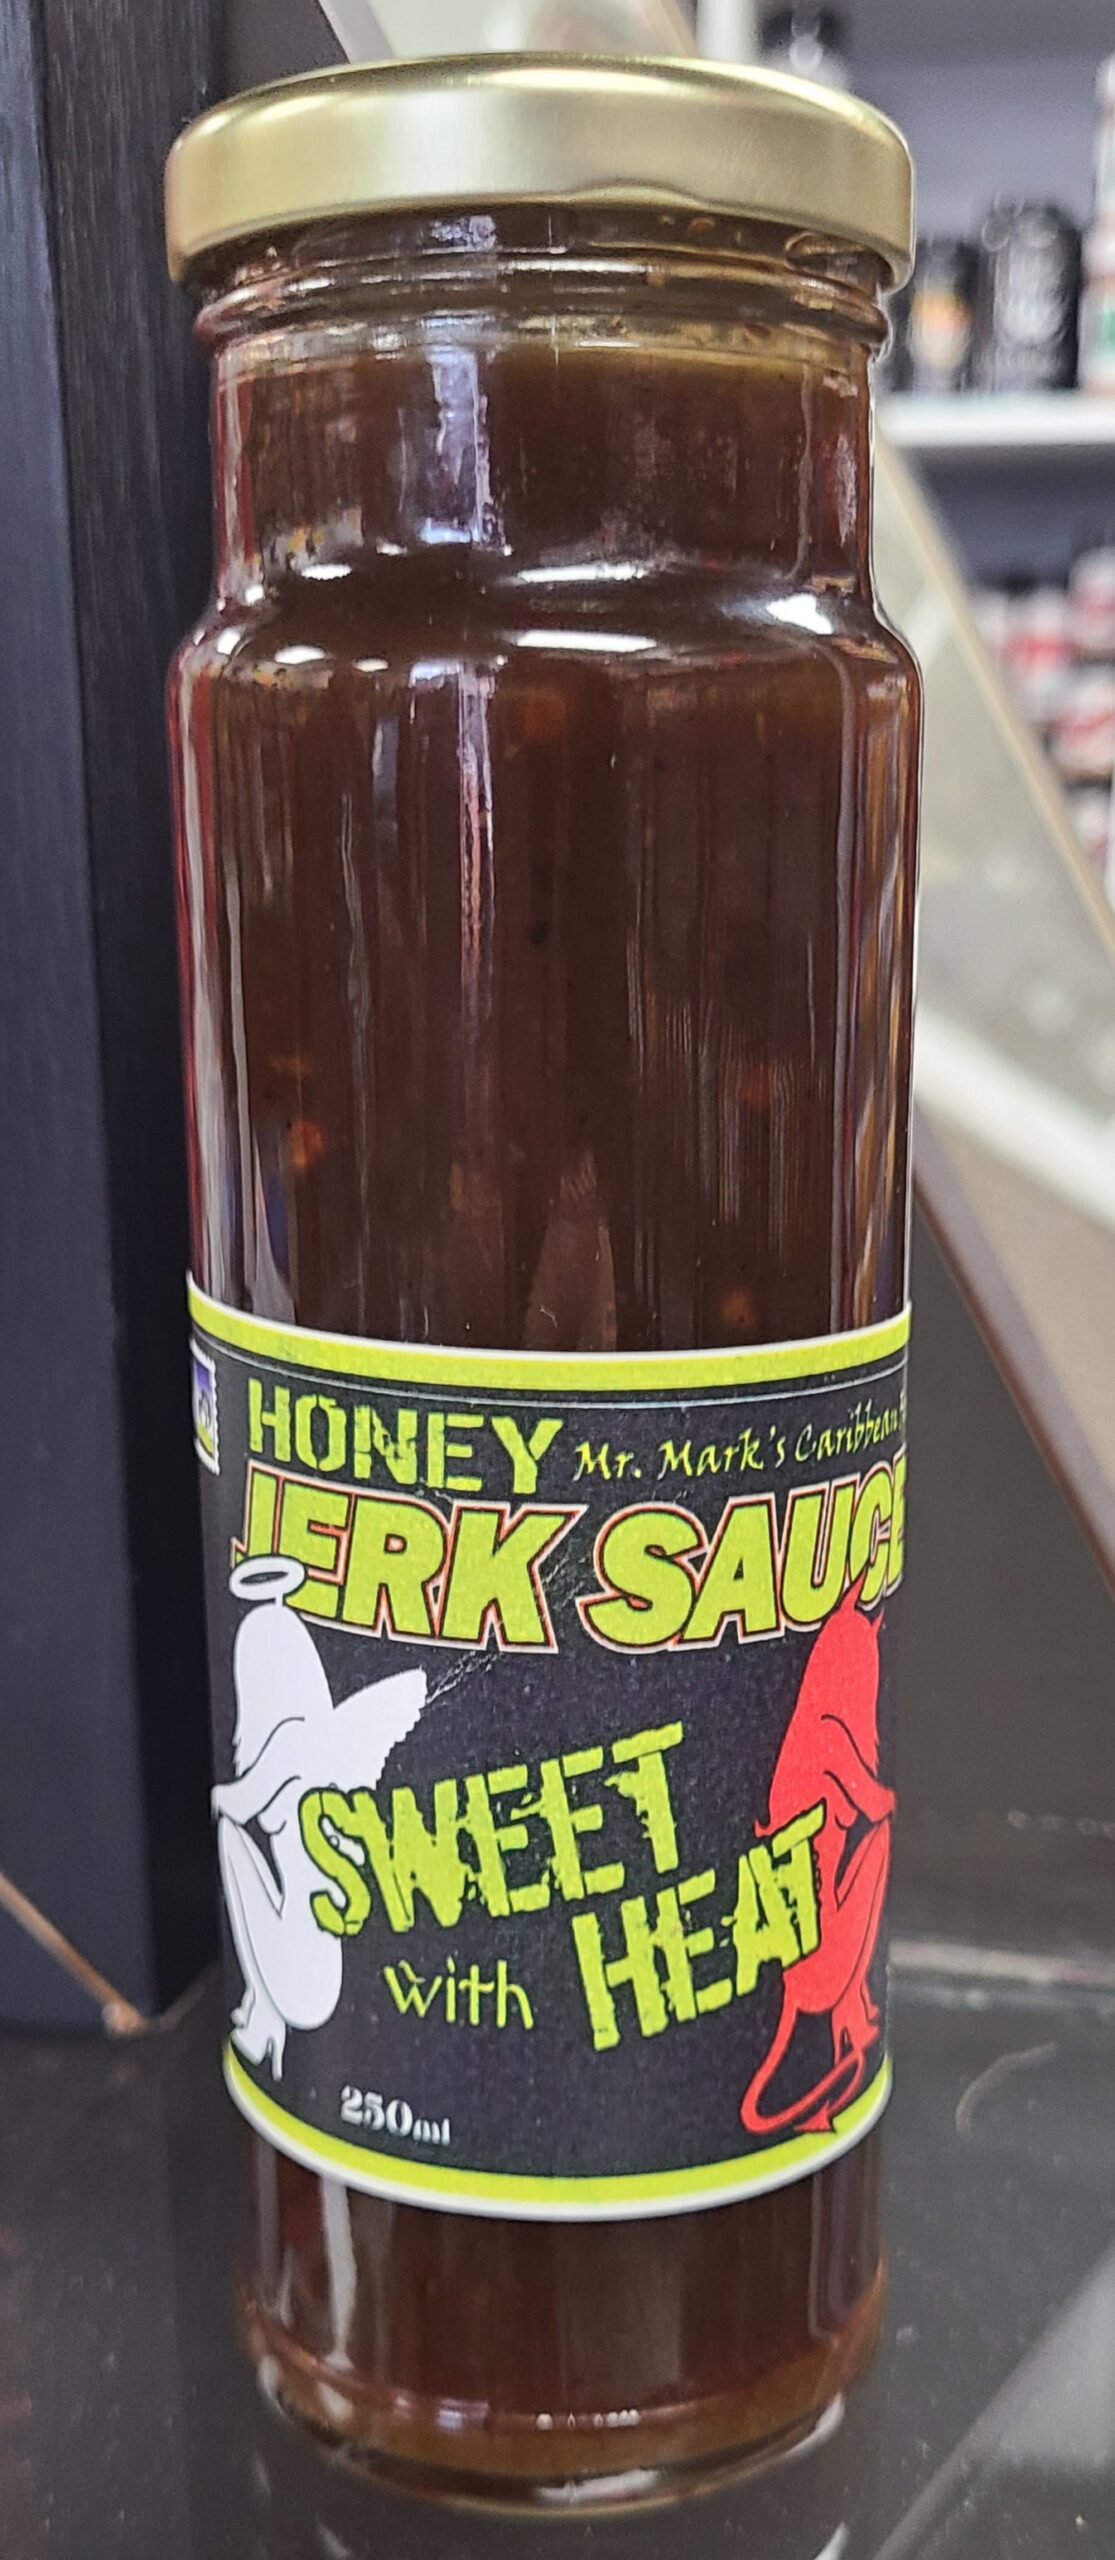 HONEY Mr. Mark's Caribbean
JERK SAUCE
SWEET
with HEAT
250ml